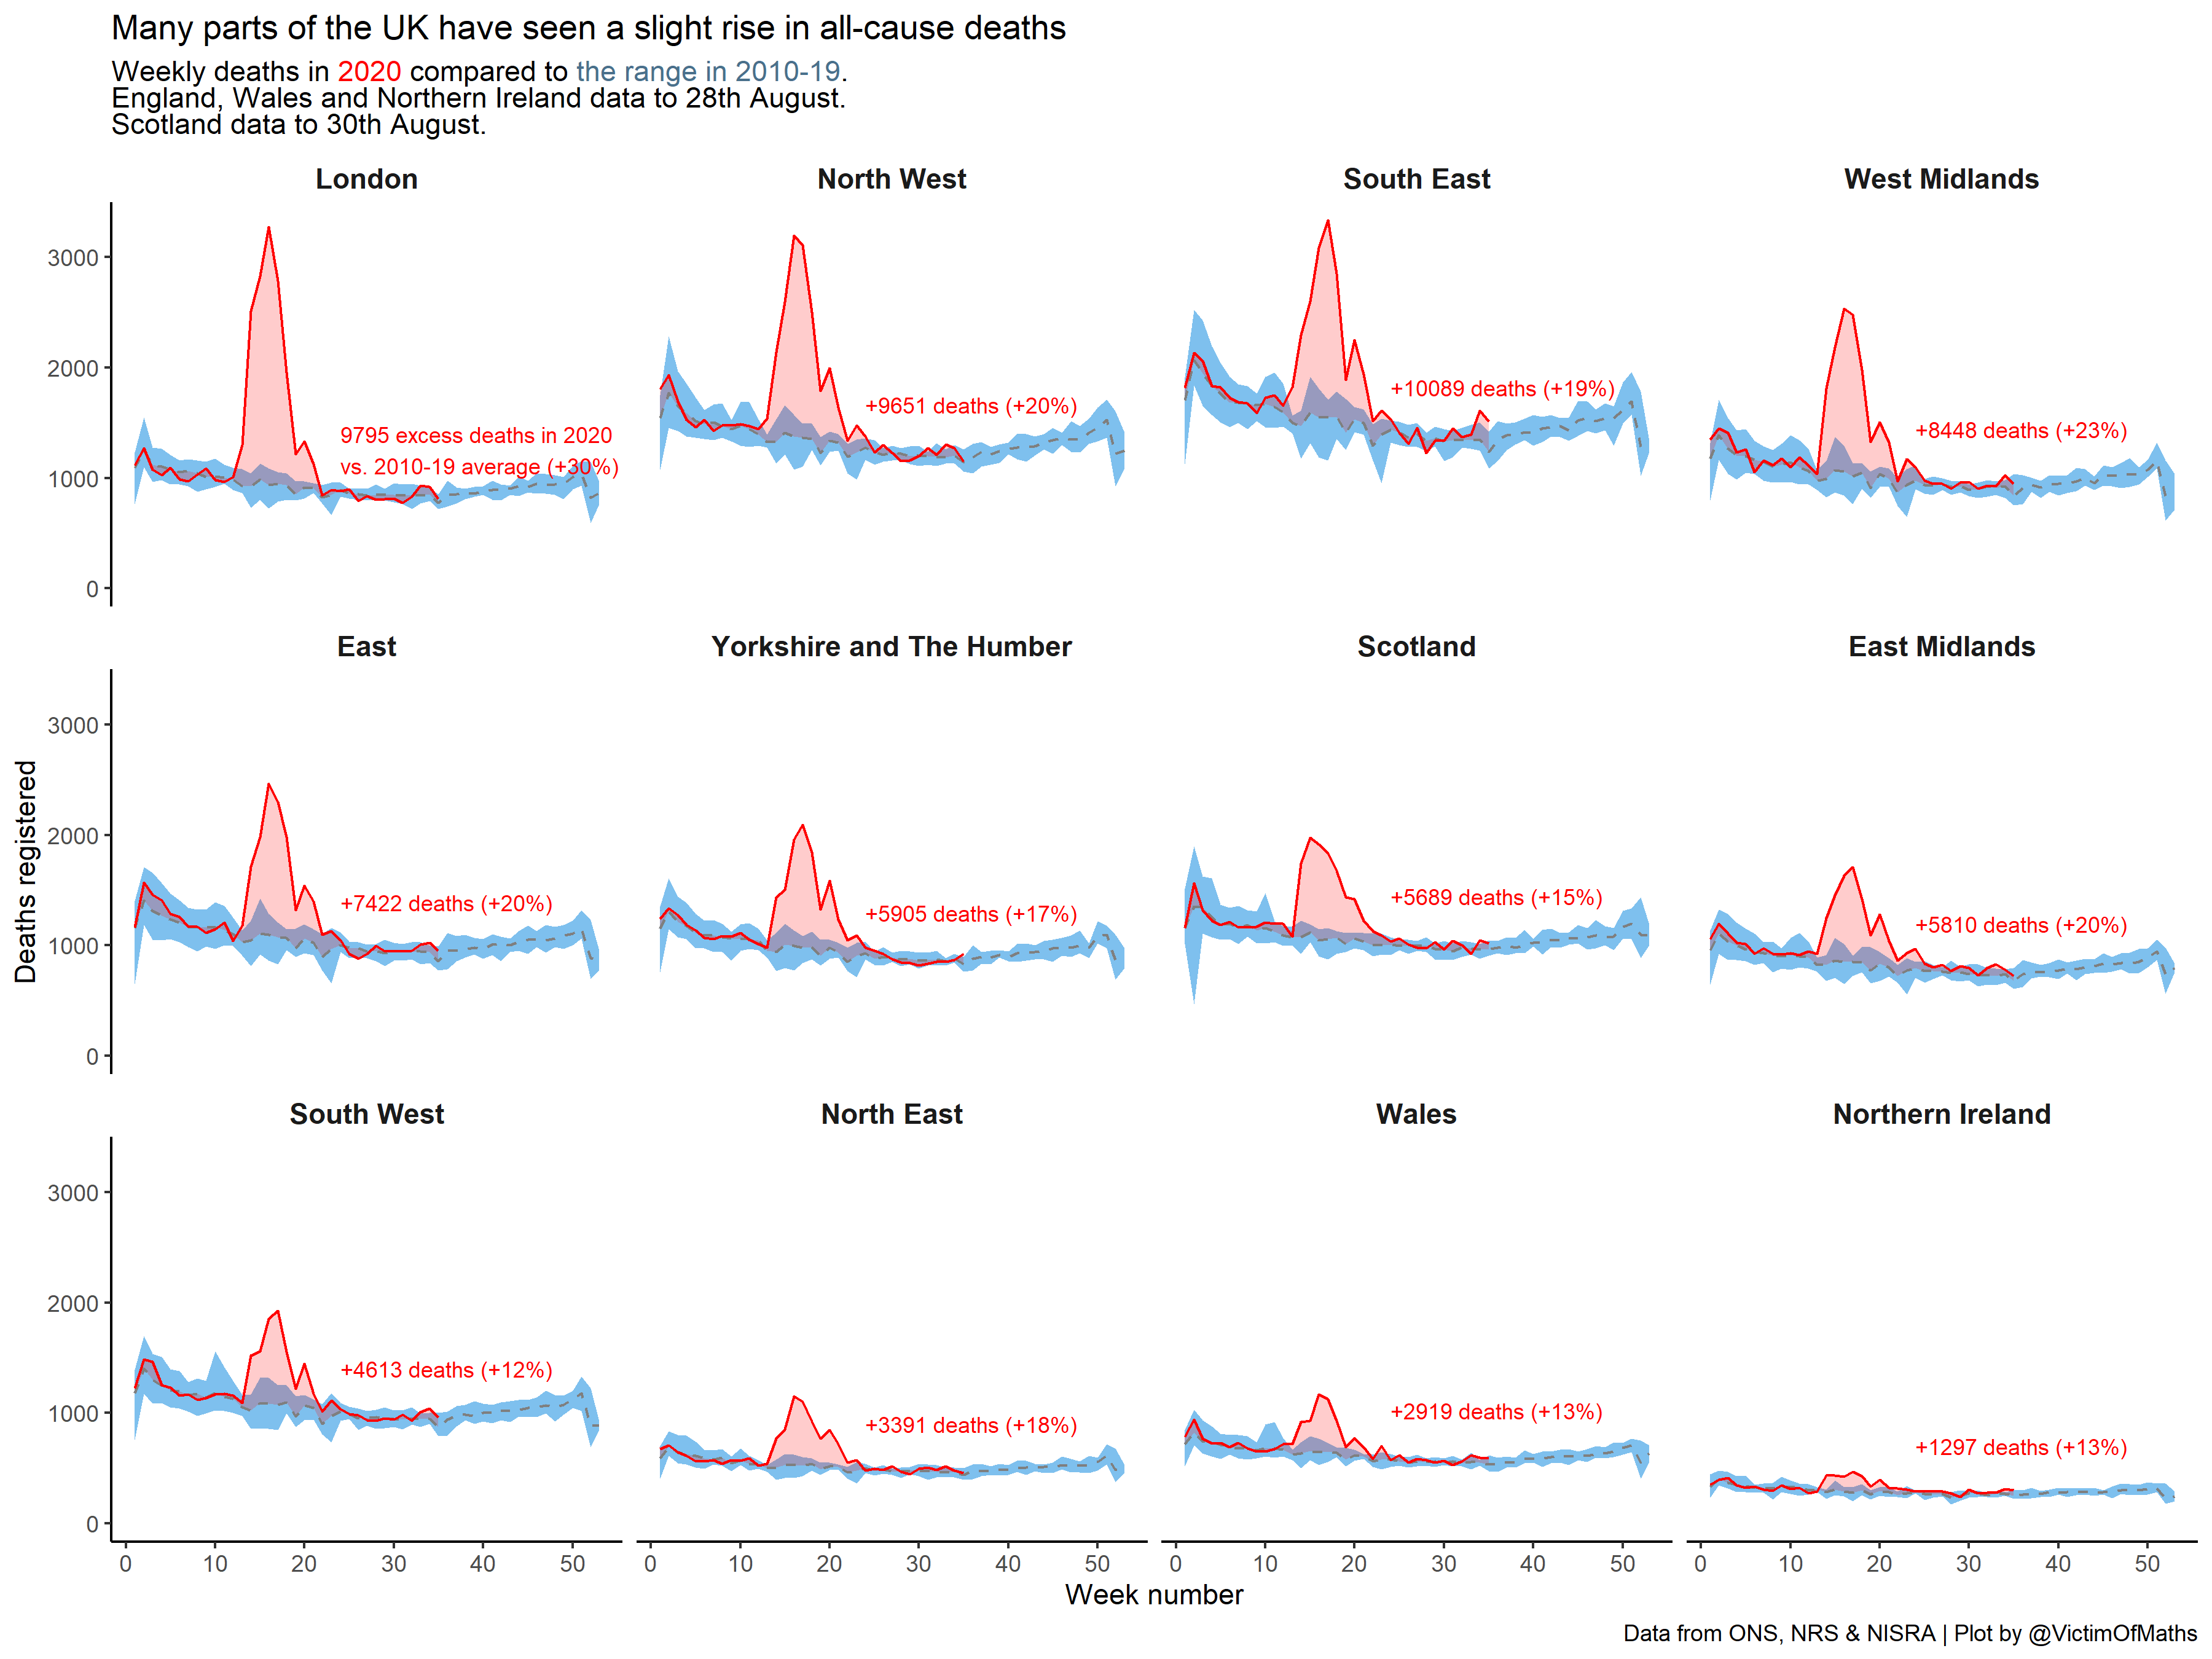 Many parts of the UK have seen a slight rise in all-cause deaths
Weekly deaths in 2020 compared to the range in 2010-19.
England, Wales and Northern Ireland data to 28th August.
Scotland data to 30th August.
London
North West
South East
West Midlands
3000
2000
1000
0
9795 excess deaths in 2020
vs. 2010-19 average (+30%)
+9651 deaths (+20%)
+10089 deaths (+19%)
+8448 deaths (+23%)
East
Yorkshire and The Humber
Scotland
East Midlands
Deaths registered
3000
2000
1000
0
+7422 deaths (+20%)
+5905 deaths (+17%)
+5689 deaths (+15%)
+5810 deaths (+20%)
South West
North East
Wales
Northern Ireland
3000
2000
1000
0
+4613 deaths (+12%)
+3391 deaths (+18%)
+2919 deaths (+13%)
+1297 deaths (+13%)
0 10 20 30 40 50
0 10 20 30 40 50
0 10 20 30 40 50
0 10 20 30 40 50
Week number
Data from ONS, NRS & NISRA | Plot by @VictimOfMaths